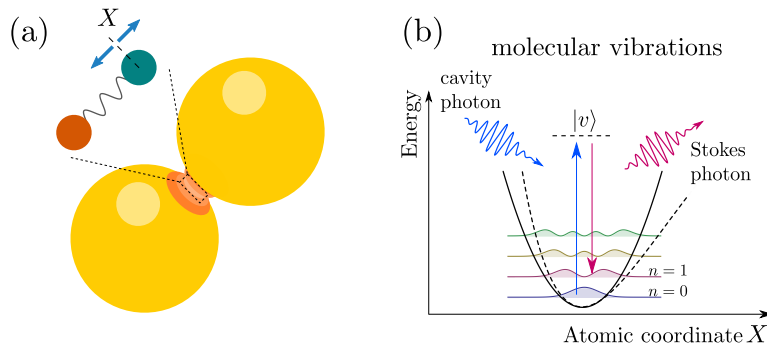 (a)
X
(b)
molecular vibrations
cavity
photon
Energy
|v⟩
Stokes
photon
n = 1
n = 0
Atomic coordinate X